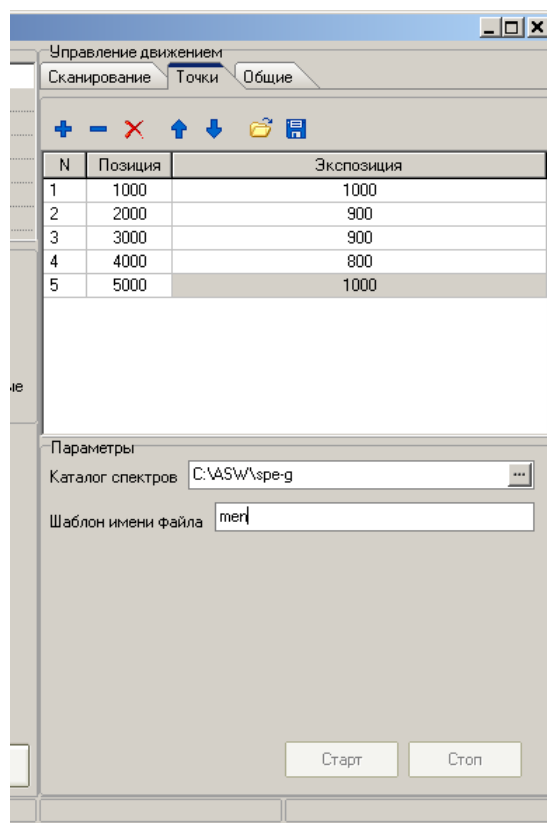 Управление движением
Сканирование Точки Общие
N Позиция Экспозиция
1 1000 1000
2 2000 900
3 3000 900
4 4000 800
5 5000 1000
ые
Параметры
Каталог спектров C:\ASW\spe-g ...
Шаблон имени файла men
Старт Стоп